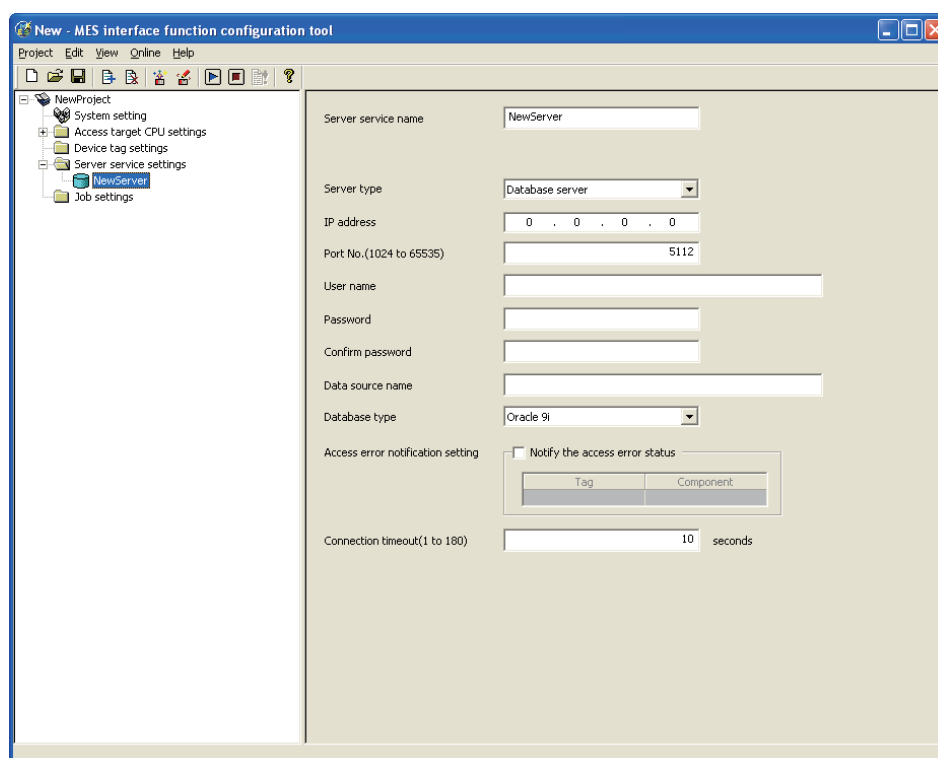 New - MES interface function configuration tool
Project Edit View Online Help
NewProject
System setting
Access target CPU settings
Device tag settings
Server service settings
NewServer
Job settings
Server service name NewServer
Server type Database server
IP address 0 . 0 . 0 . 0
Port No.(1024 to 65535) 5112
User name
Password
Confirm password
Data source name
Database type Oracle 9i
Access error notification setting Notify the access error status
Tag Component
Connection timeout(1 to 180) 10 seconds